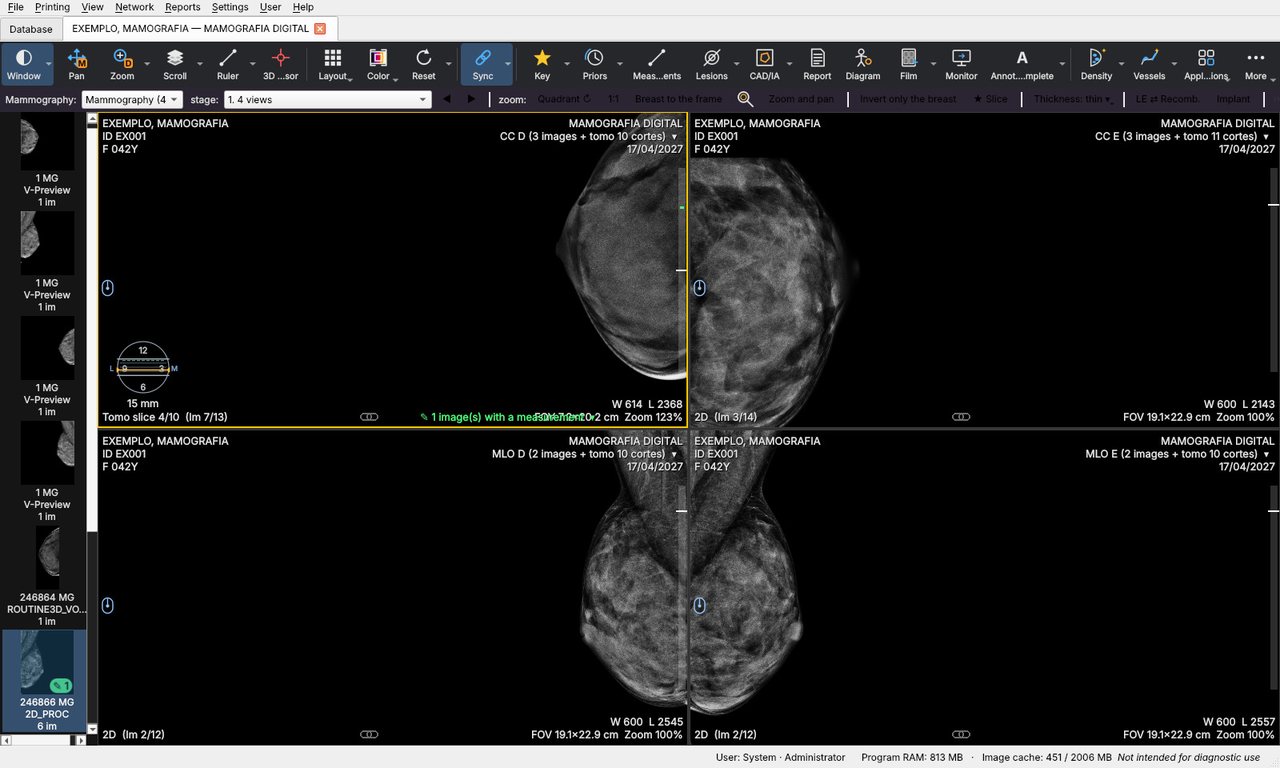 File Printing View Network Reports Settings User Help
Database EXEMPLO, MAMOGRAFIA — MAMOGRAFIA DIGITAL
Window Pan Zoom Scroll Ruler 3D ...sor Layout Color Reset Sync Key Priors Meas...ents Lesions CAD/IA Report Diagram Film Monitor Annot....mplete Density Vessels Appl...ions More
Mammography: Mammography (4 stage: 1. 4 views zoom: Quadrant 1:1 Breast to the frame Zoom and pan Invert only the breast ★ Slice Thickness: thin LE ⇄ Recomb. Implant
1 MG
V-Preview
1 im
1 MG
V-Preview
1 im
1 MG
V-Preview
1 im
1 MG
V-Preview
1 im
246864 MG
ROUTINE3D_VO...
1 im
1
246866 MG
2D_PROC
6 im
EXEMPLO, MAMOGRAFIA
ID EX001
F 042Y
MAMOGRAFIA DIGITAL
CC D (3 images + tomo 10 cortes)
17/04/2027
12
L 9 3 M
6
15 mm
Tomo slice 4/10 (Im 7/13)
W 614 L 2368
1 image(s) with a measurement
cm Zoom 123%
EXEMPLO, MAMOGRAFIA
ID EX001
F 042Y
MAMOGRAFIA DIGITAL
CC E (3 images + tomo 11 cortes)
17/04/2027
2D (Im 3/14)
W 600 L 2143
FOV 19.1×22.9 cm Zoom 100%
EXEMPLO, MAMOGRAFIA
ID EX001
F 042Y
MAMOGRAFIA DIGITAL
MLO D (2 images + tomo 10 cortes)
17/04/2027
2D (Im 2/12)
W 600 L 2545
FOV 19.1×22.9 cm Zoom 100%
EXEMPLO, MAMOGRAFIA
ID EX001
F 042Y
MAMOGRAFIA DIGITAL
MLO E (2 images + tomo 10 cortes)
17/04/2027
2D (Im 2/12)
W 600 L 2557
FOV 19.1×22.9 cm Zoom 100%
User: System · Administrator Program RAM: 813 MB · Image cache: 451 / 2006 MB Not intended for diagnostic use